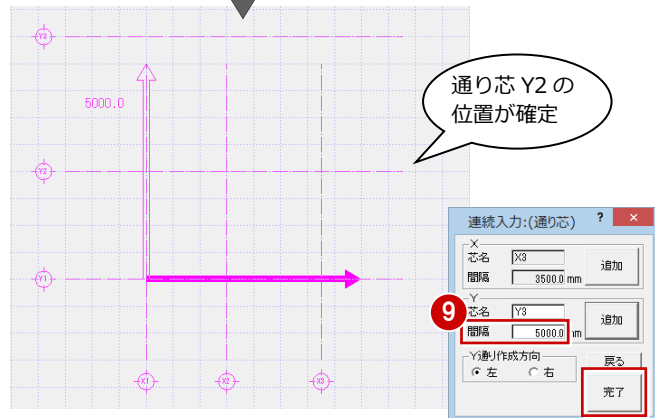 Y3
5000.0
通り芯 Y2 の
位置が確定
Y2
連続入力:(通り芯) ? ×
X
芯名 X3
追加
間隔 3500.0 mm
Y1
Y
9
芯名 Y3
追加
間隔 5000.0 mm
Y通り作成方向
左 右
戻る
完了
X1 X2 X3